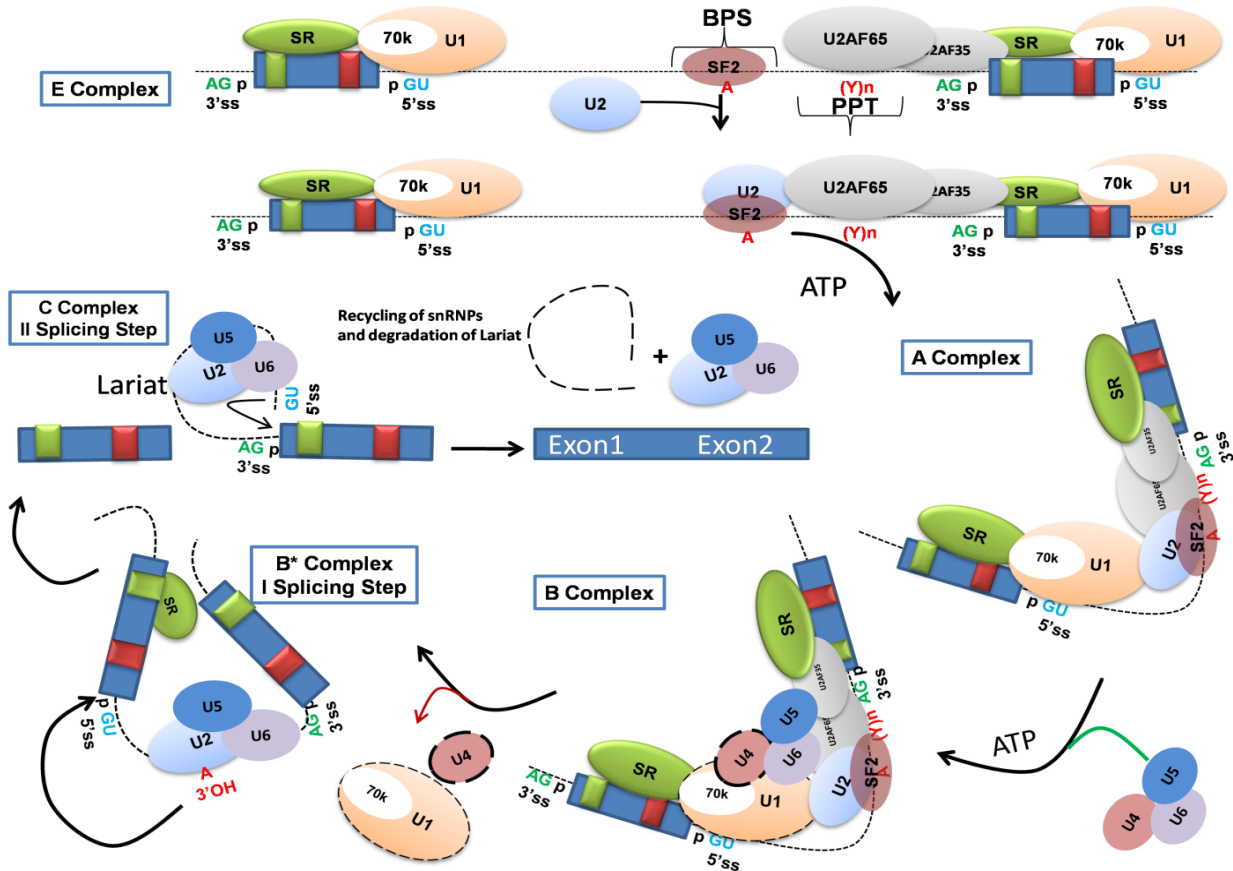 BPS
SR 70k U1 SF2 U2AF65 U2AF35 SR 70k U1
E Complex
AG p p GU A (Y)n AG p p GU
3'ss 5'ss U2 PPT 3'ss 5'ss
SR 70k U1 U2 SF2 U2AF65 U2AF35 SR 70k U1
AG p p GU A (Y)n AG p p GU
3'ss 5'ss 3'ss 5'ss
ATP
C Complex
II Splicing Step
U5
U2 U6
Lariat
GU
5'ss
AG p
3'ss
Recycling of snRNPs
and degradation of Lariat
+
U5
U2 U6
Exon1 Exon2
A Complex
SR
U2AF35
U2AF65
AG p
3'ss
(Y)n
SF2
A
U2
SR
70k U1
p GU
5'ss
B* Complex
I Splicing Step
SR
p GU
5'ss
AG p
3'ss
U5
U2 U6
A
3'OH
B Complex
SR
U2AF35
U2AF65
AG p
3'ss
(Y)n
SF2
A
U2
U5
U4 U6
SR
70k U1
AG p
3'ss
p GU
5'ss
U4
70k U1
ATP
U5
U4 U6